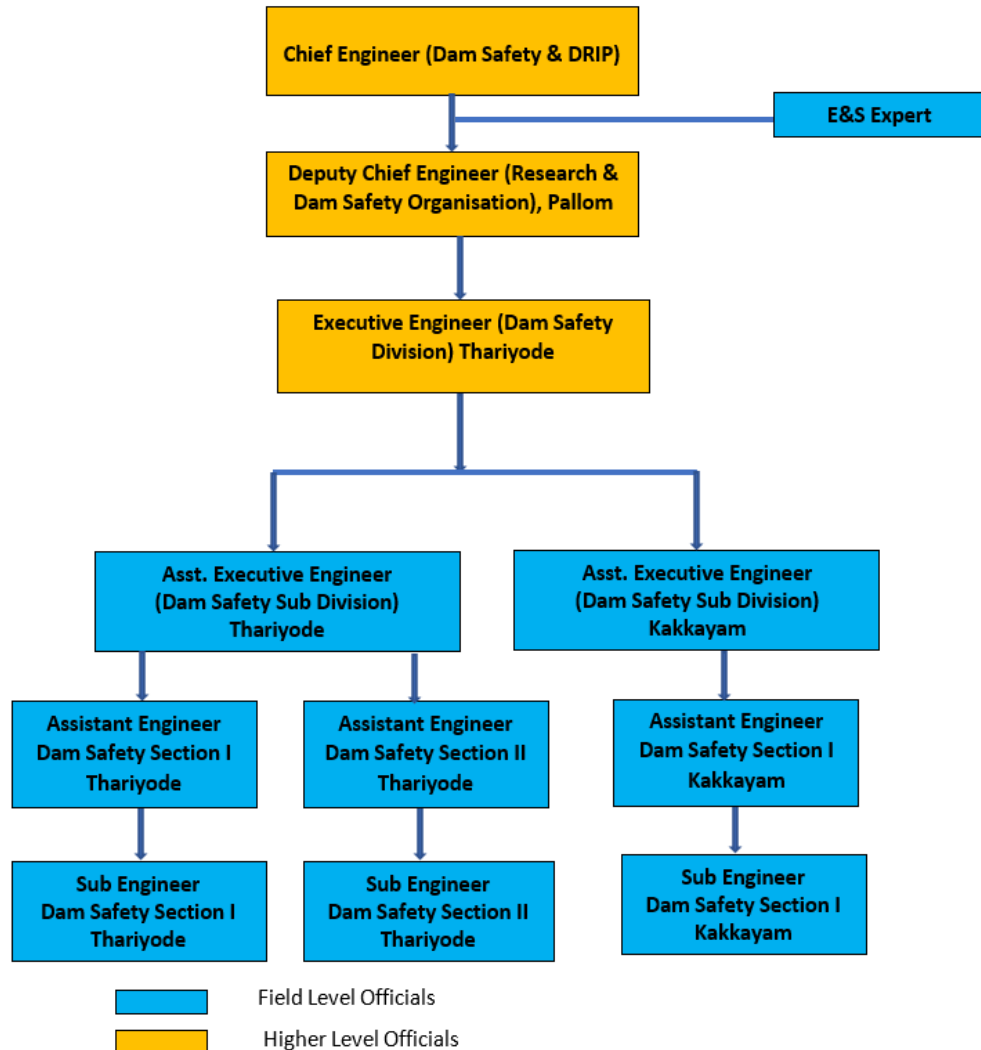 Chief Engineer (Dam Safety & DRIP)
E&S Expert
Deputy Chief Engineer (Research &
Dam Safety Organisation), Pallom
Executive Engineer (Dam Safety
Division) Thariyode
Asst. Executive Engineer
(Dam Safety Sub Division)
Thariyode
Asst. Executive Engineer
(Dam Safety Sub Division)
Kakkayam
Assistant Engineer
Dam Safety Section I
Thariyode
Assistant Engineer
Dam Safety Section II
Thariyode
Assistant Engineer
Dam Safety Section I
Kakkayam
Sub Engineer
Dam Safety Section I
Thariyode
Sub Engineer
Dam Safety Section II
Thariyode
Sub Engineer
Dam Safety Section I
Kakkayam
Field Level Officials
Higher Level Officials